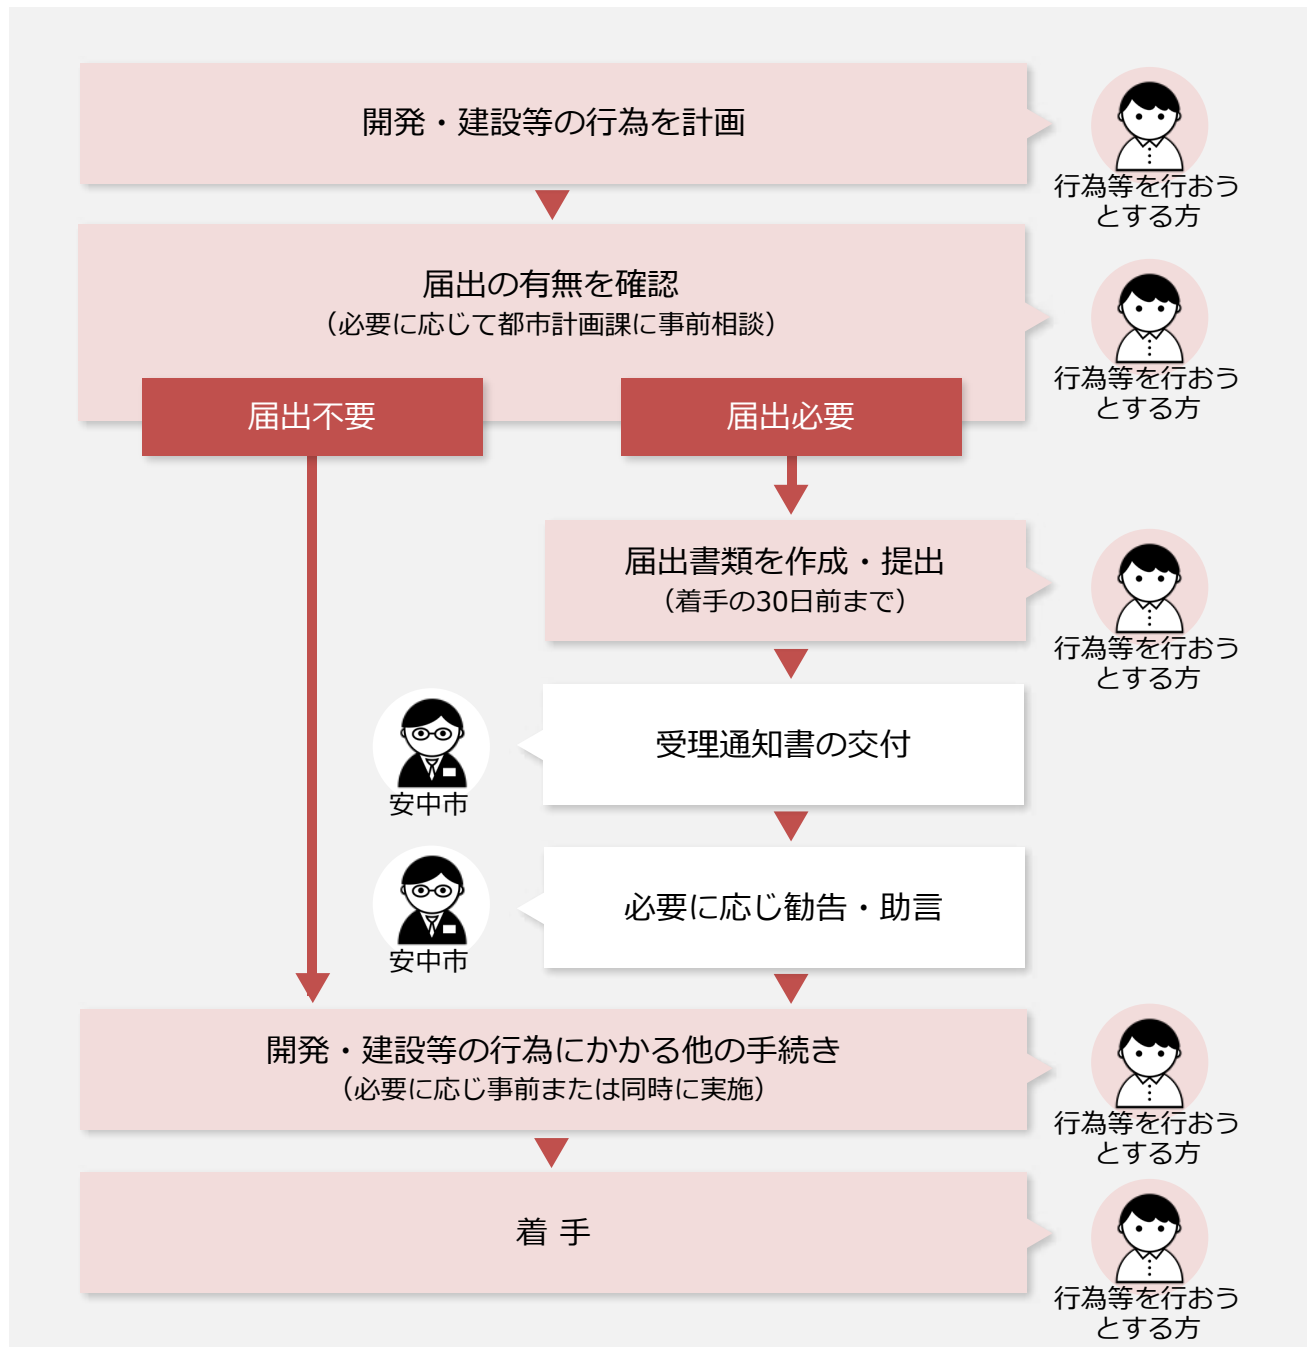 開発・建設等の行為を計画
行為等を行おう
とする方
届出の有無を確認
（必要に応じて都市計画課に事前相談）
行為等を行おう
とする方
届出不要
届出必要
届出書類を作成・提出
（着手の30日前まで）
行為等を行おう
とする方
受理通知書の交付
安中市
必要に応じ勧告・助言
安中市
開発・建設等の行為にかかる他の手続き
（必要に応じ事前または同時に実施）
行為等を行おう
とする方
着 手
行為等を行おう
とする方